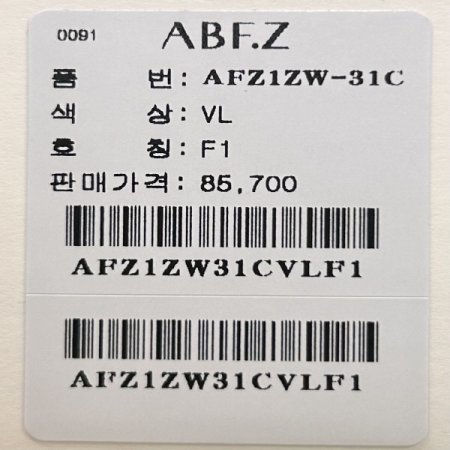 0091 ABF.Z
품 번: AFZ1ZW-31C
색 상: VL
호 칭: F1
판매가격: 85,700
AFZ1ZW31CVLF1
AFZ1ZW31CVLF1